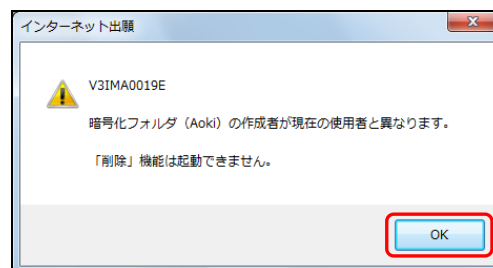 インターネット出願
V3IMA0019E
暗号化フォルダ（Aoki）の作成者が現在の使用者と異なります。
「削除」機能は起動できません。
OK